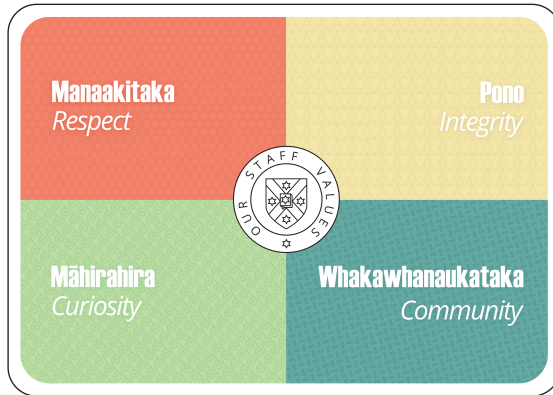 Manaakitaka
Respect
Pono
Integrity
OUR STAFF VALUES
Māhirahira
Curiosity
Whakawhanaukataka
Community